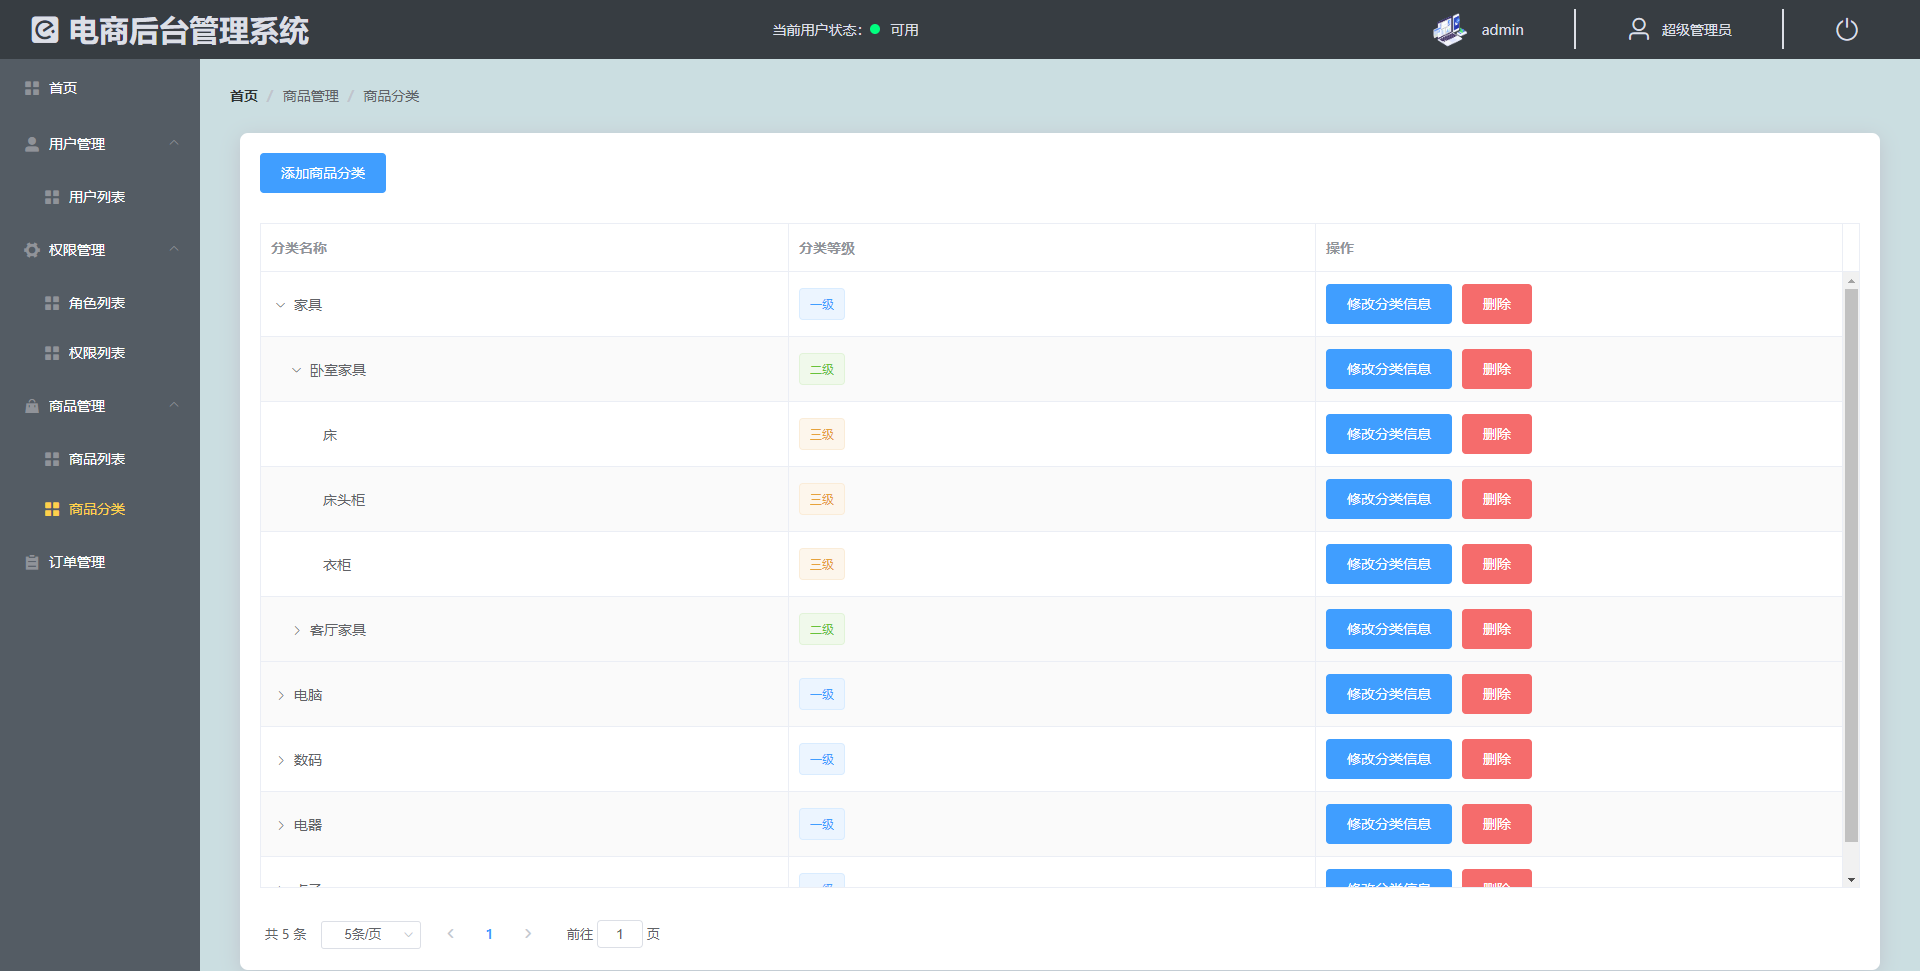 电商后台管理系统
当前用户状态: 可用
admin
超级管理员
首页
用户管理
用户列表
权限管理
角色列表
权限列表
商品管理
商品列表
商品分类
订单管理
首页 / 商品管理 / 商品分类
添加商品分类
分类名称 分类等级 操作
家具 一级 修改分类信息 删除
卧室家具 二级 修改分类信息 删除
床 三级 修改分类信息 删除
床头柜 三级 修改分类信息 删除
衣柜 三级 修改分类信息 删除
客厅家具 二级 修改分类信息 删除
电脑 一级 修改分类信息 删除
数码 一级 修改分类信息 删除
电器 一级 修改分类信息 删除
一级 修改分类信息 删除
共 5 条 5条/页 1 前往 1 页